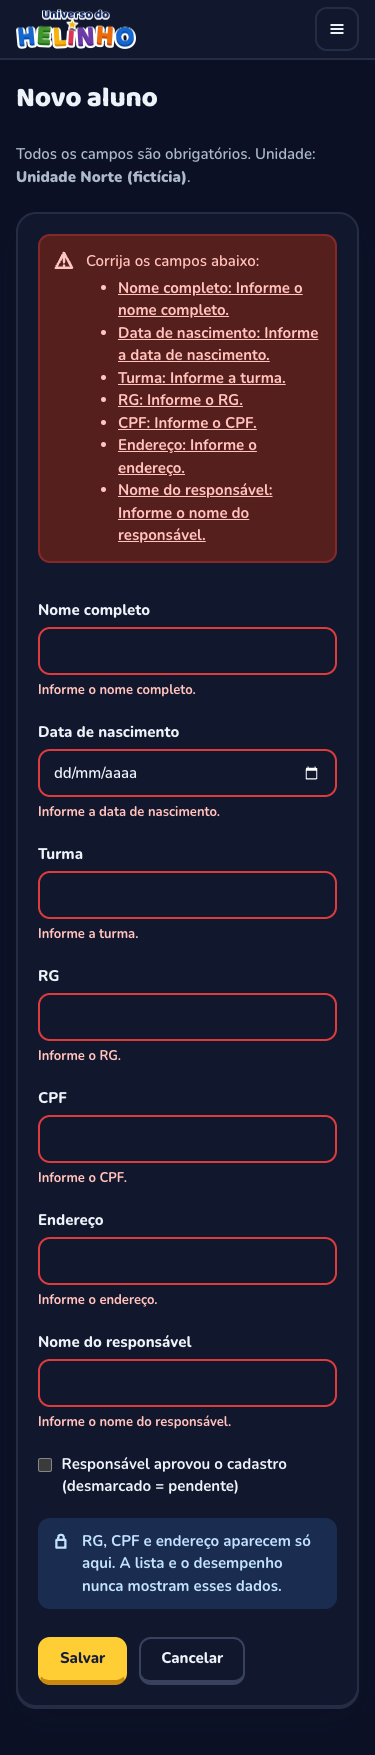 Universo do
HELINHO
Novo aluno
Todos os campos são obrigatórios. Unidade:
Unidade Norte (fictícia).
Corrija os campos abaixo:
• Nome completo: Informe o
nome completo.
• Data de nascimento: Informe
a data de nascimento.
• Turma: Informe a turma.
• RG: Informe o RG.
• CPF: Informe o CPF.
• Endereço: Informe o
endereço.
• Nome do responsável:
Informe o nome do
responsável.
Nome completo
Informe o nome completo.
Data de nascimento
dd/mm/aaaa
Informe a data de nascimento.
Turma
Informe a turma.
RG
Informe o RG.
CPF
Informe o CPF.
Endereço
Informe o endereço.
Nome do responsável
Informe o nome do responsável.
Responsável aprovou o cadastro
(desmarcado = pendente)
RG, CPF e endereço aparecem só
aqui. A lista e o desempenho
nunca mostram esses dados.
Salvar
Cancelar